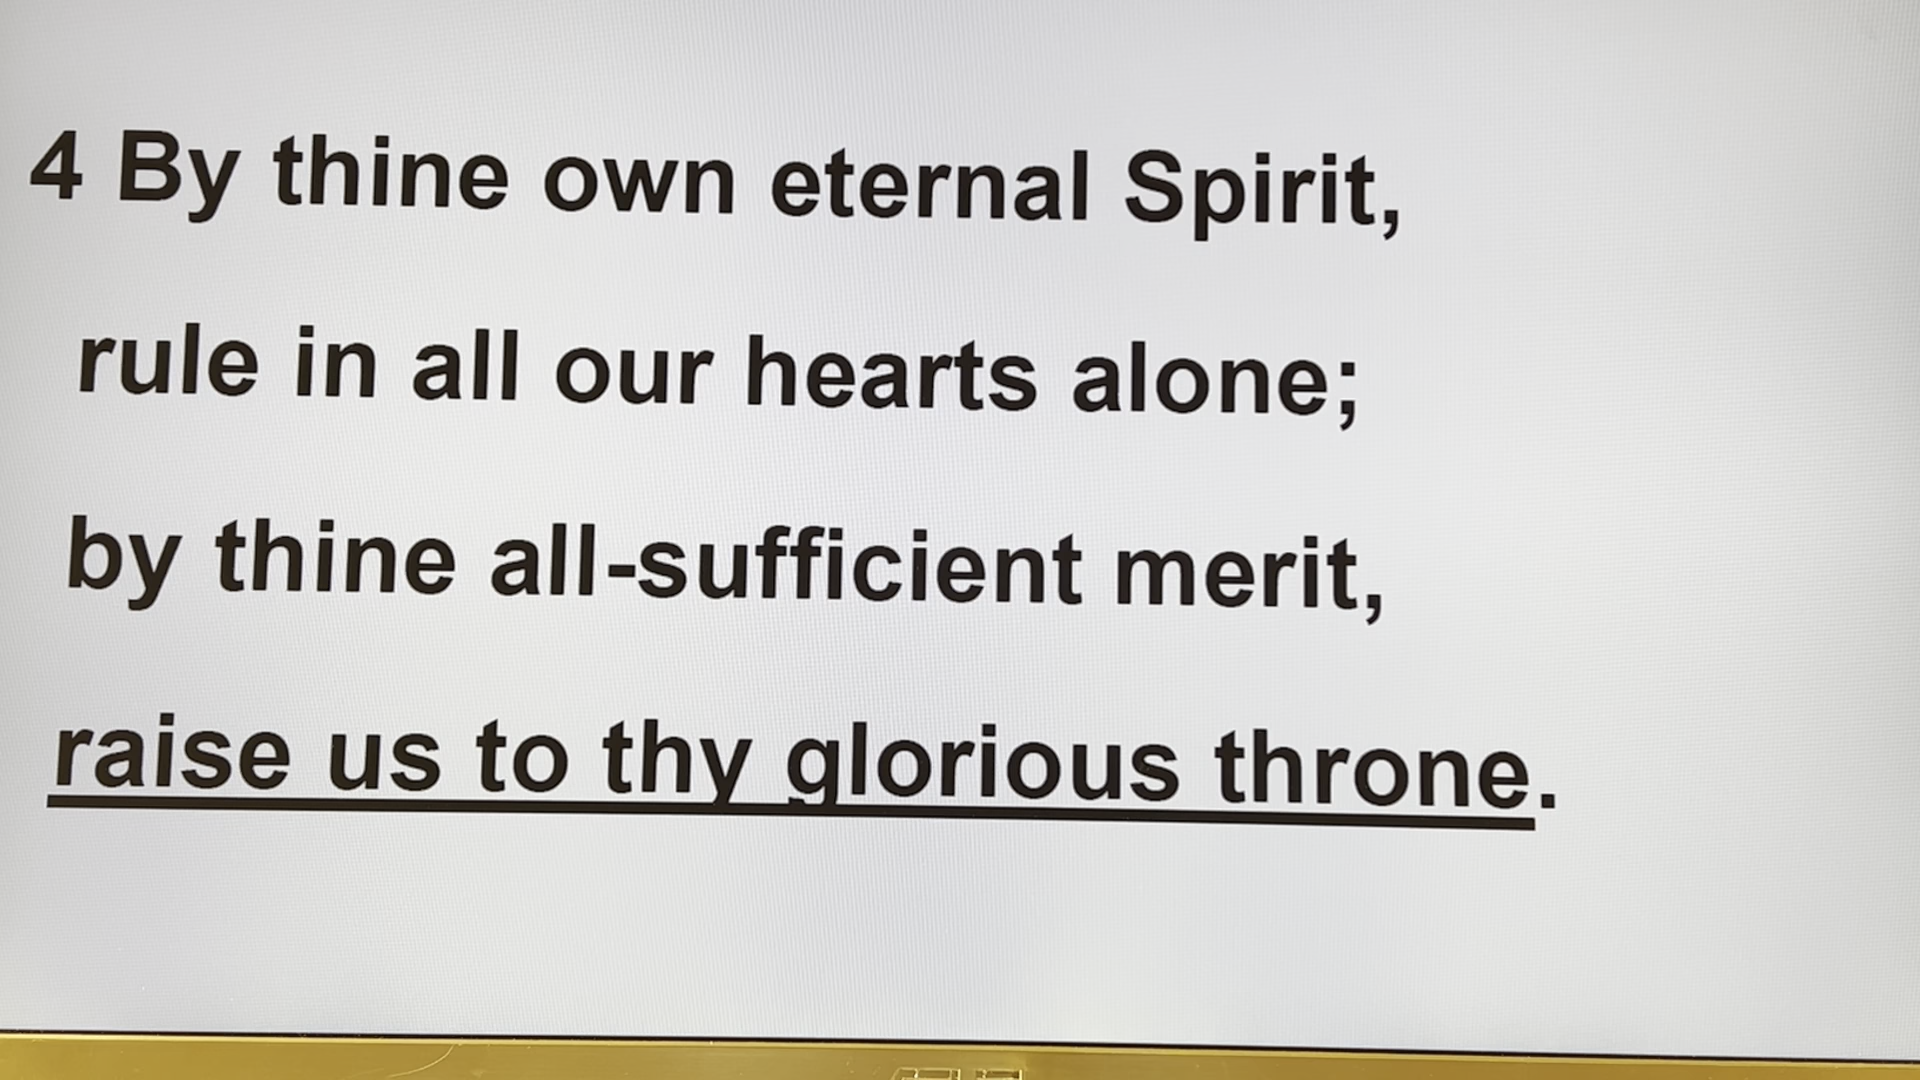 4 By thine own eternal Spirit,
rule in all our hearts alone;
by thine all-sufficient merit,
raise us to thy glorious throne.